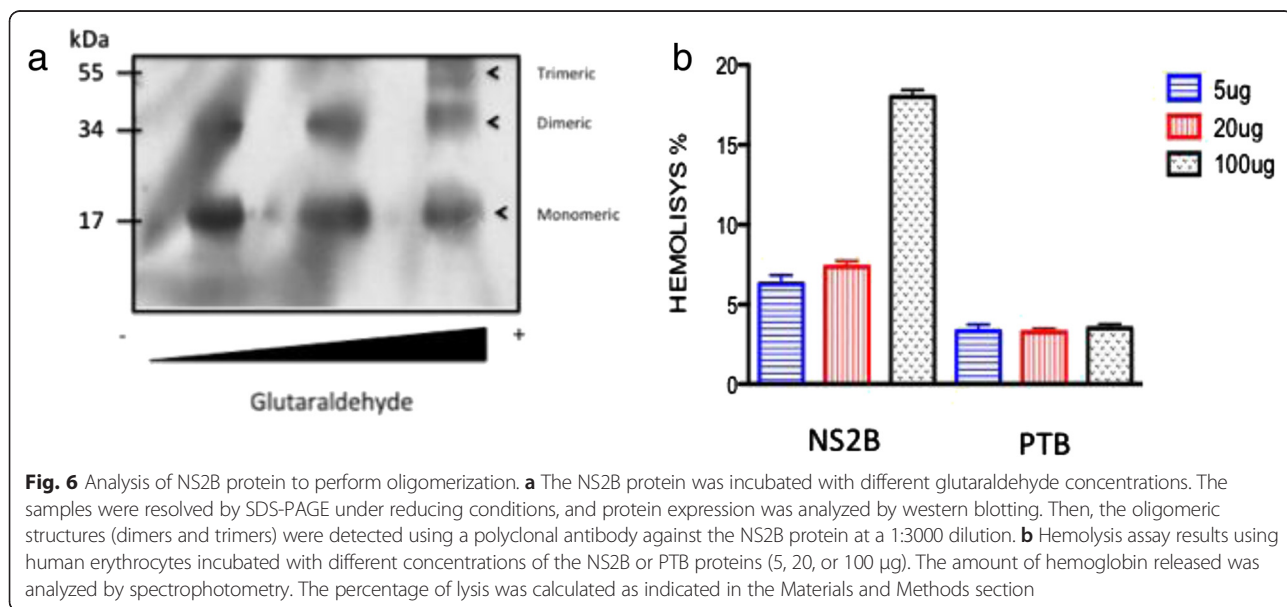 a
kDa
55
34
17
Trimeric
Dimeric
Monomeric
- +
Glutaraldehyde
b
HEMOLISYS %
20
15
10
5
0
5ug
20ug
100ug
NS2B PTB
Fig. 6 Analysis of NS2B protein to perform oligomerization. a The NS2B protein was incubated with different glutaraldehyde concentrations. The
samples were resolved by SDS-PAGE under reducing conditions, and protein expression was analyzed by western blotting. Then, the oligomeric
structures (dimers and trimers) were detected using a polyclonal antibody against the NS2B protein at a 1:3000 dilution. b Hemolysis assay results using
human erythrocytes incubated with different concentrations of the NS2B or PTB proteins (5, 20, or 100 μg). The amount of hemoglobin released was
analyzed by spectrophotometry. The percentage of lysis was calculated as indicated in the Materials and Methods section